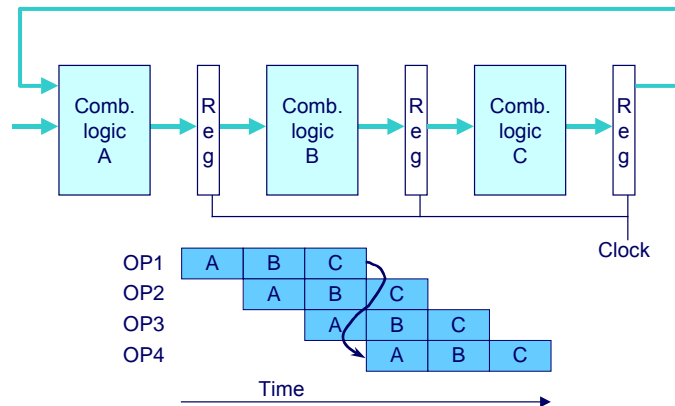 Comb.
logic
A
R
e
g
Comb.
logic
B
R
e
g
Comb.
logic
C
R
e
g
Clock
OP1 A B C
OP2 A B C
OP3 A B C
OP4 A B C
Time